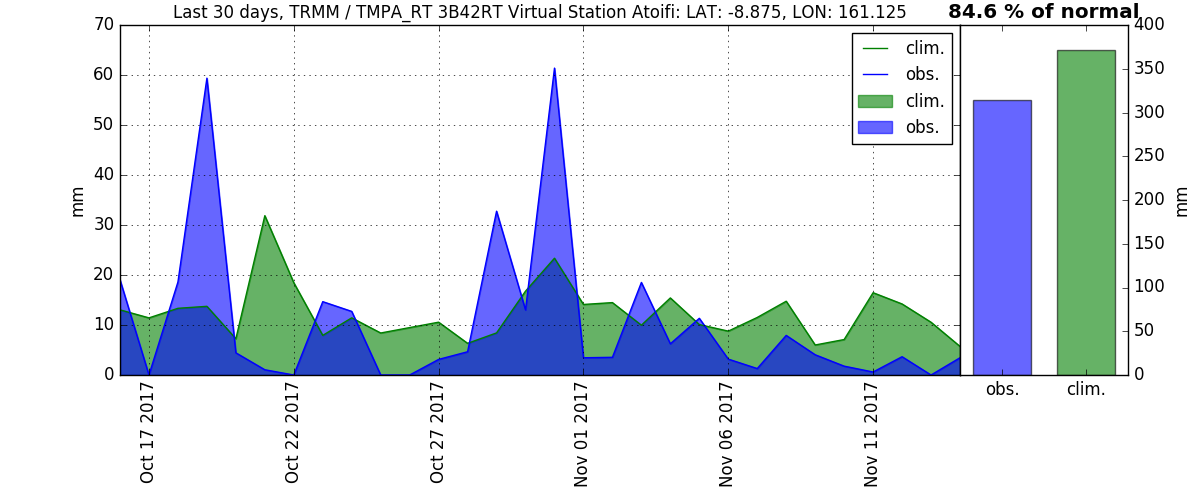 Last 30 days, TRMM / TMPA_RT 3B42RT Virtual Station Atoifi: LAT: -8.875, LON: 161.125
84.6 % of normal
70
60
50
40
30
20
10
0
mm
clim.
obs.
clim.
obs.
400
350
300
250
200
150
100
50
0
mm
Oct 17 2017
Oct 22 2017
Oct 27 2017
Nov 01 2017
Nov 06 2017
Nov 11 2017
obs.
clim.